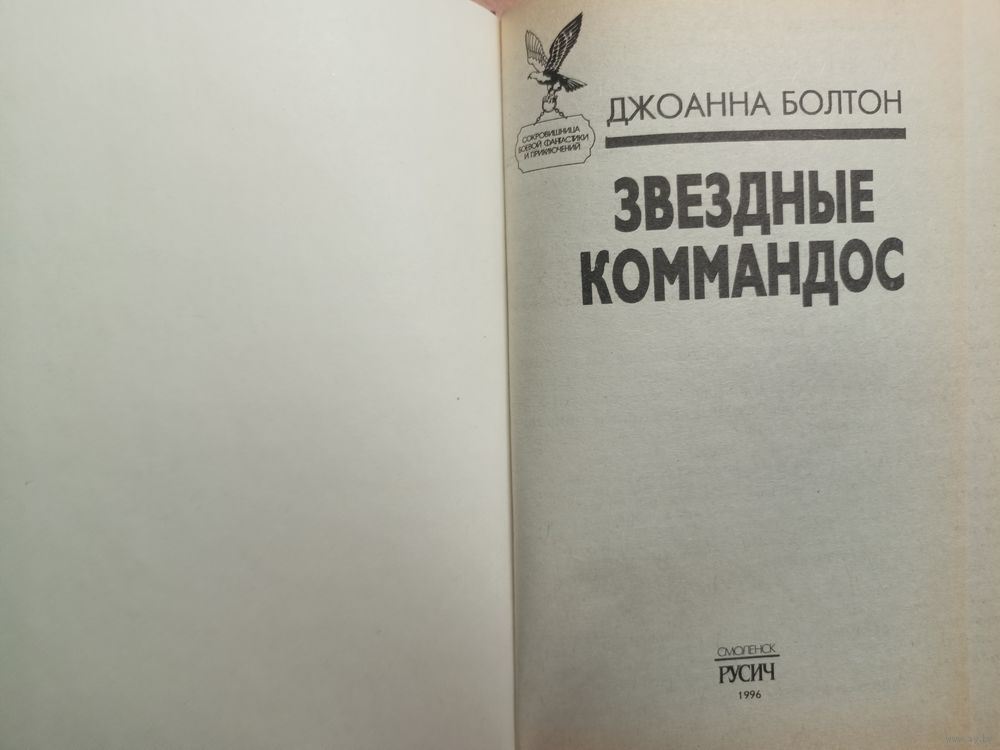 ДЖОАННА БОЛТОН
СОКРОВИЩНИЦА
БОЕВОЙ ФАНТАСТИКИ
И ПРИКЛЮЧЕНИЙ
ЗВЕЗДНЫЕ
КОММАНДОС
СМОЛЕНСК
РУСИЧ
1996